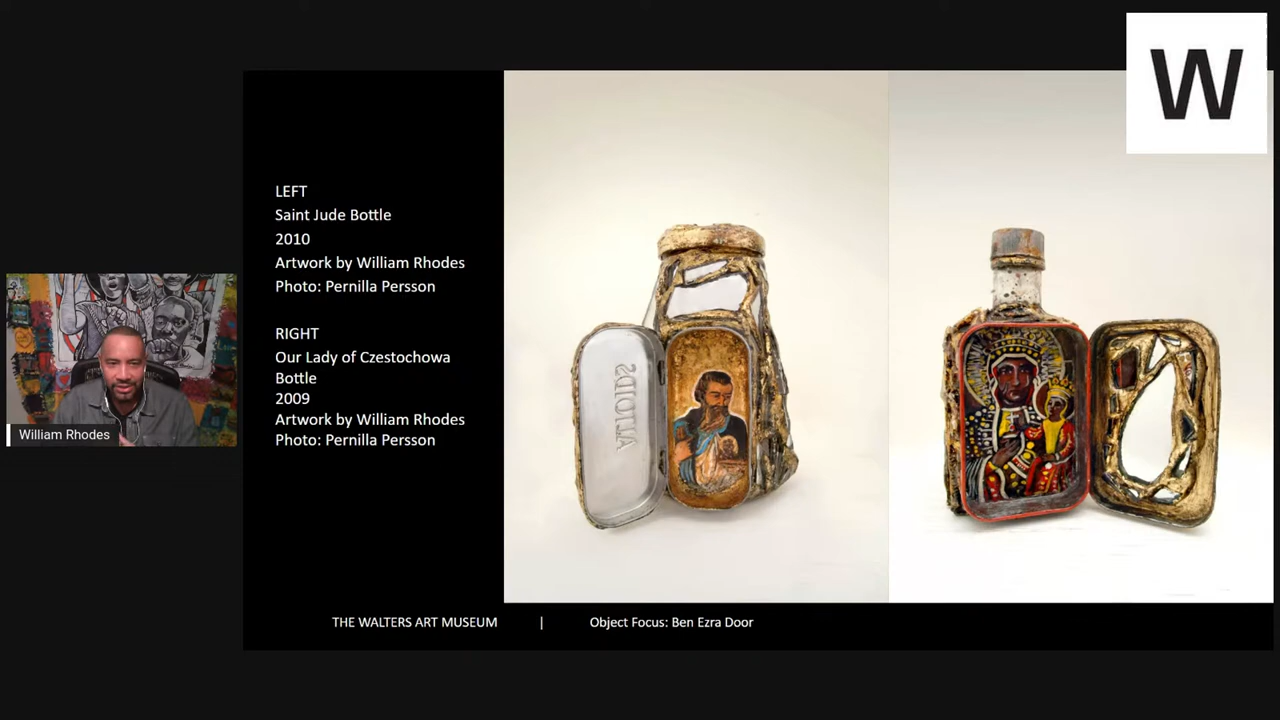 W
LEFT
Saint Jude Bottle
2010
Artwork by William Rhodes
Photo: Pernilla Persson
RIGHT
Our Lady of Czestochowa
Bottle
2009
Artwork by William Rhodes
Photo: Pernilla Persson
ALTOIDS
William Rhodes
THE WALTERS ART MUSEUM | Object Focus: Ben Ezra Door